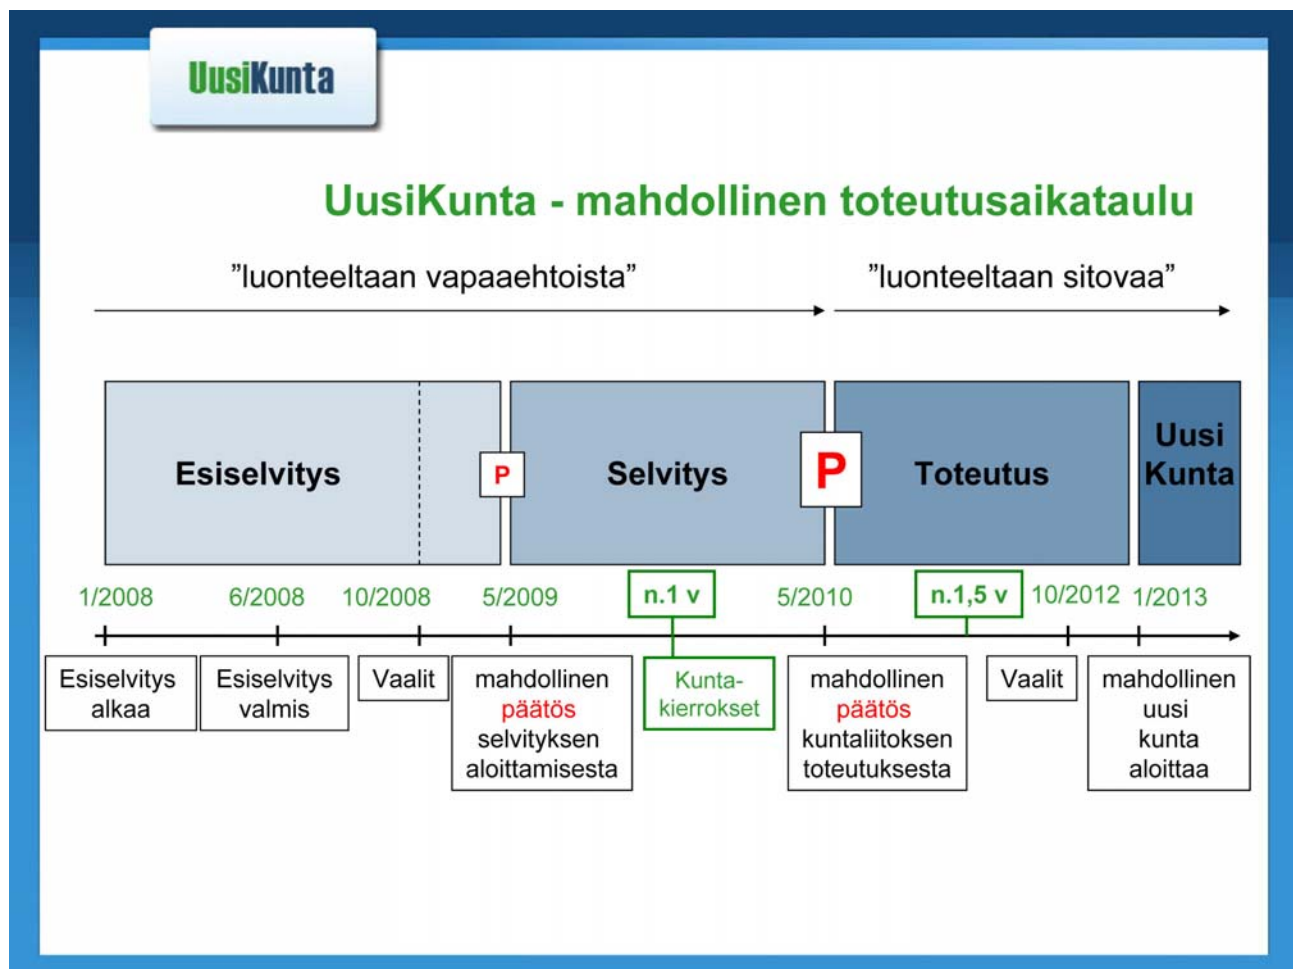 UusiKunta
UusiKunta - mahdollinen toteutusaikataulu
”luonteeltaan vapaaehtoista”
”luonteeltaan sitovaa”
Esiselvitys
P
Selvitys
P
Toteutus
Uusi
Kunta
1/2008
6/2008
10/2008
5/2009
n.1 v
5/2010
n.1,5 v
10/2012
1/2013
Esiselvitys
alkaa
Esiselvitys
valmis
Vaalit
mahdollinen
päätös
selvityksen
aloittamisesta
Kunta-
kierrokset
mahdollinen
päätös
kuntaliitoksen
toteutuksesta
Vaalit
mahdollinen
uusi
kunta
aloittaa